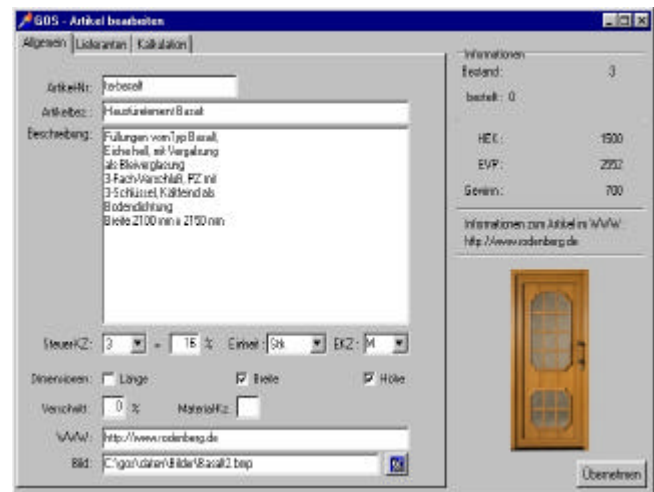 GOS - Artikel bearbeiten
Allgemein Lieferanten Kalkulation
Artikel-Nr.:
Artikelbez.: Haustürelement Basalt
Beschreibung: Füllungen vom Typ Basalt,
Eiche hell, mit Vergalsung
als Bleiverglasung
3-Fach-Verschluß, PZ mit
3-Schlüssel, Kältfeind als
Bodendichtung
Breite 2100 mm x 2150 mm
SteuerKZ: 3 = 16 % Einheit: Stk EKZ: M
Dimensionen: Länge Breite Höhe
Verschnitt: 0 % MaterialKz.:
WWW: http://www.rodenberg.de
Bild: C:\gos\daten\Bilder\Basalt2.bmp
Informationen
Bestand: 3
bestellt: 0
HEK: 1500
EVP: 2952
Gewinn: 700
Informationen zum Artikel im WWW:
http://www.rodenberg.de
Übernehmen